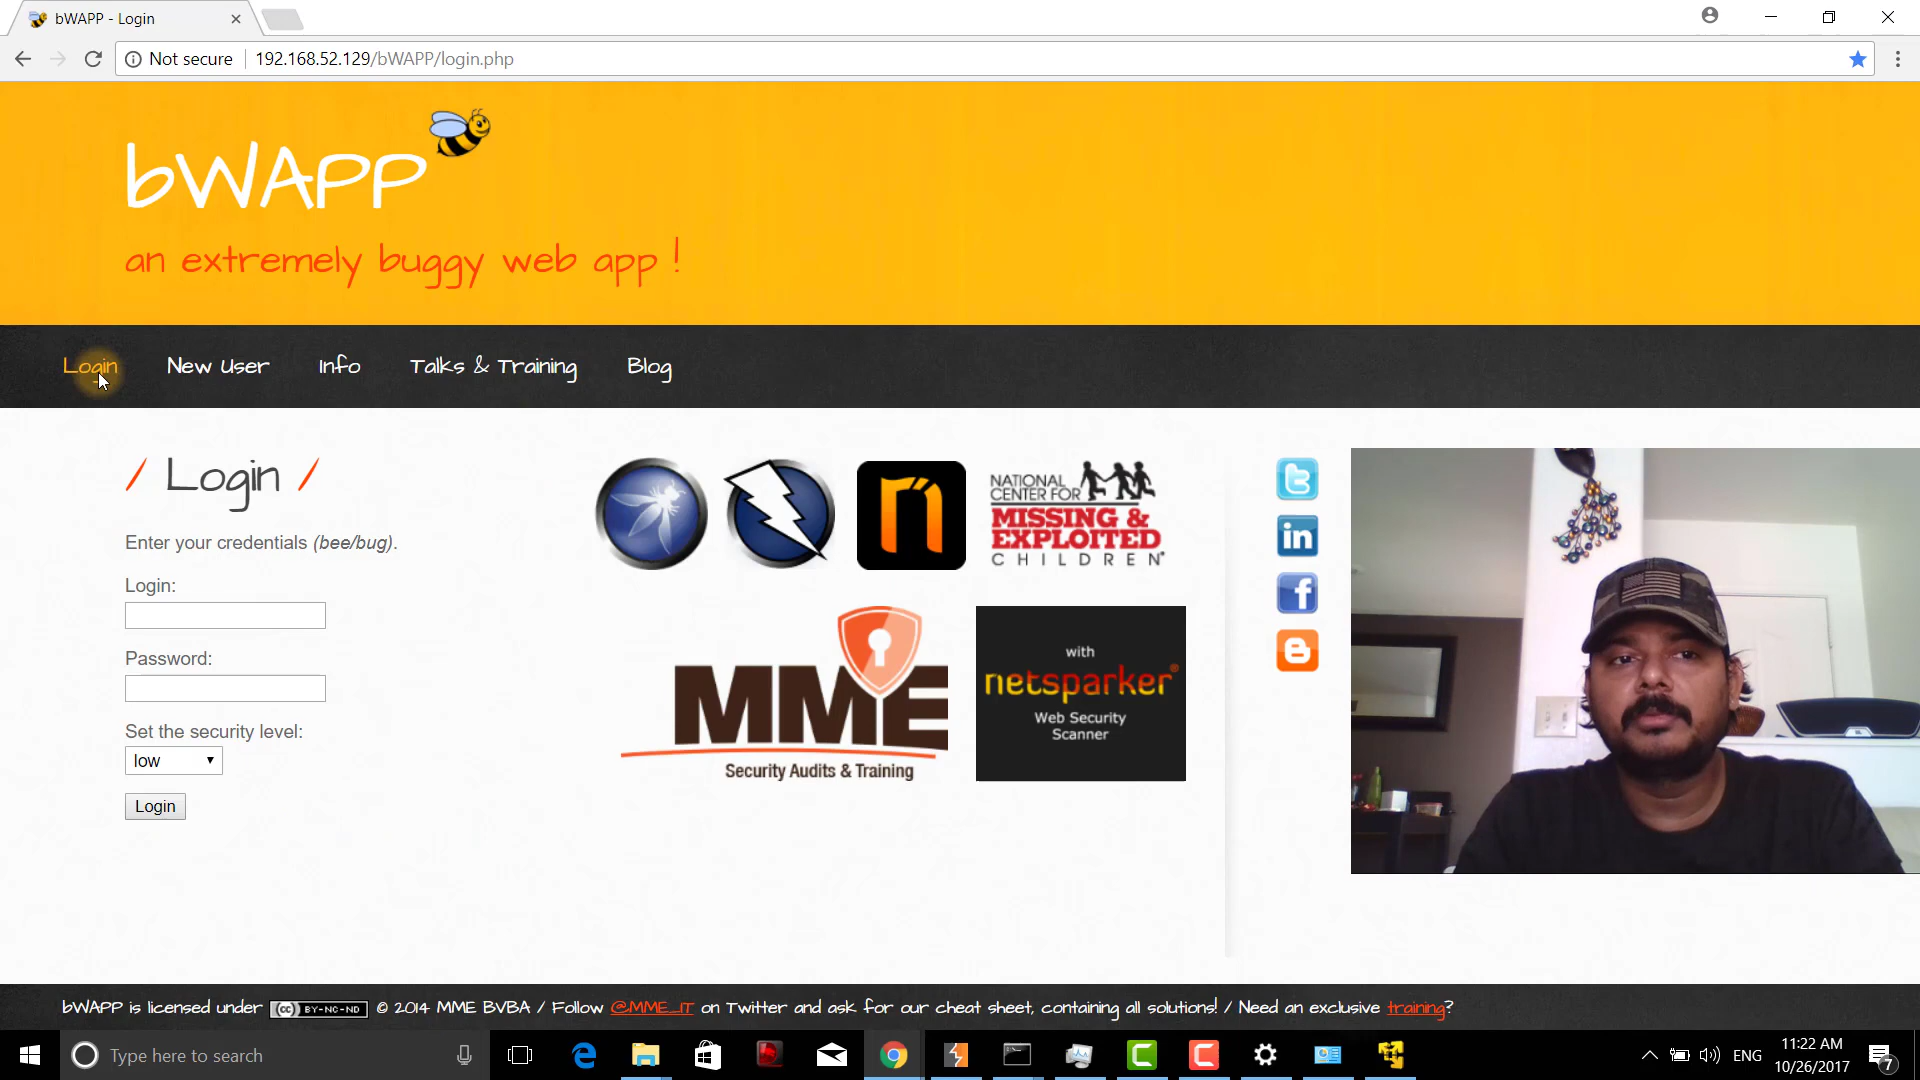 bWAPP - Login
Not secure
192.168.52.129/bWAPP/login.php
bWAPP
an extremely buggy web app !
Login
New User
Info
Talks & Training
Blog
/ Login /
Enter your credentials (bee/bug).
Login:
Password:
Set the security level:
low
Login
n
NATIONAL
CENTER FOR
MISSING &
EXPLOITED
CHILDREN®
MME
Security Audits & Training
with
netsparker®
Web Security
Scanner
t
in
f
B
bWAPP is licensed under (cc) BY-NC-ND © 2014 MME BVBA / Follow @MME_IT on Twitter and ask for our cheat sheet, containing all solutions! / Need an exclusive training?
Type here to search
ENG
11:22 AM
10/26/2017
7